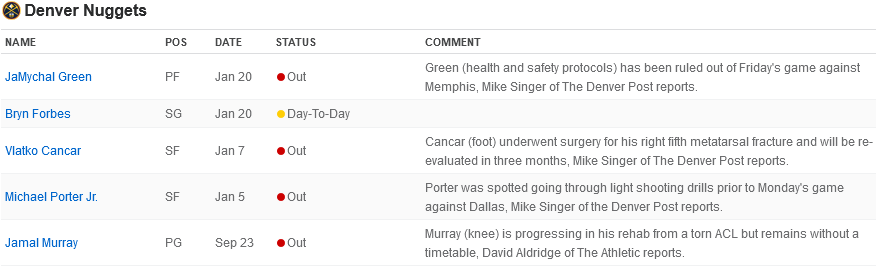 Denver Nuggets
NAME POS DATE STATUS COMMENT
JaMychal Green PF Jan 20 Out Green (health and safety protocols) has been ruled out of Friday's game against
Memphis, Mike Singer of The Denver Post reports.
Bryn Forbes SG Jan 20 Day-To-Day
Vlatko Cancar SF Jan 7 Out Cancar (foot) underwent surgery for his right fifth metatarsal fracture and will be re-
evaluated in three months, Mike Singer of The Denver Post reports.
Michael Porter Jr. SF Jan 5 Out Porter was spotted going through light shooting drills prior to Monday's game
against Dallas, Mike Singer of the Denver Post reports.
Jamal Murray PG Sep 23 Out Murray (knee) is progressing in his rehab from a torn ACL but remains without a
timetable, David Aldridge of The Athletic reports.